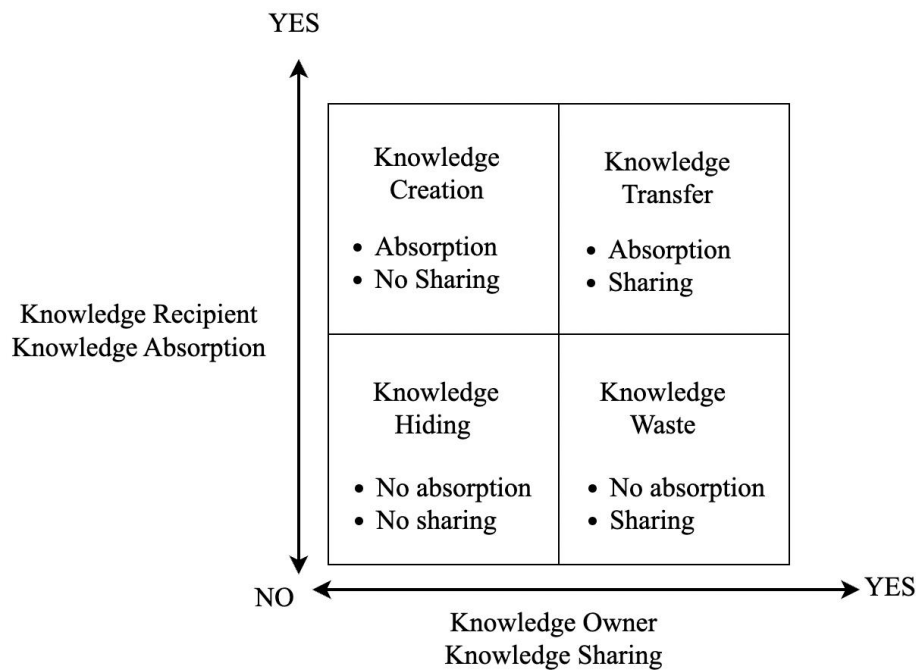 YES
Knowledge
Creation
• Absorption
• No Sharing
Knowledge
Transfer
• Absorption
• Sharing
Knowledge Recipient
Knowledge Absorption
Knowledge
Hiding
• No absorption
• No sharing
Knowledge
Waste
• No absorption
• Sharing
NO
YES
Knowledge Owner
Knowledge Sharing